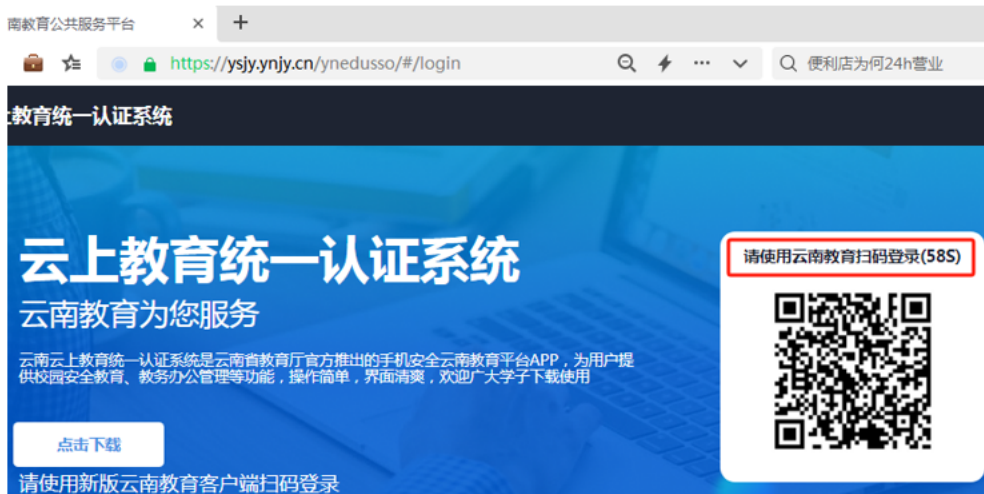 南教育公共服务平台
https://ysjy.ynjy.cn/ynedusso/#/login
便利店为何24h营业
上教育统一认证系统
云上教育统一认证系统
云南教育为您服务
云南云上教育统一认证系统是云南省教育厅官方推出的手机安全云南教育平台APP，为用户提
供校园安全教育、教务办公管理等功能，操作简单，界面清爽，欢迎广大学子下载使用
点击下载
请使用新版云南教育客户端扫码登录
请使用云南教育扫码登录(58S)